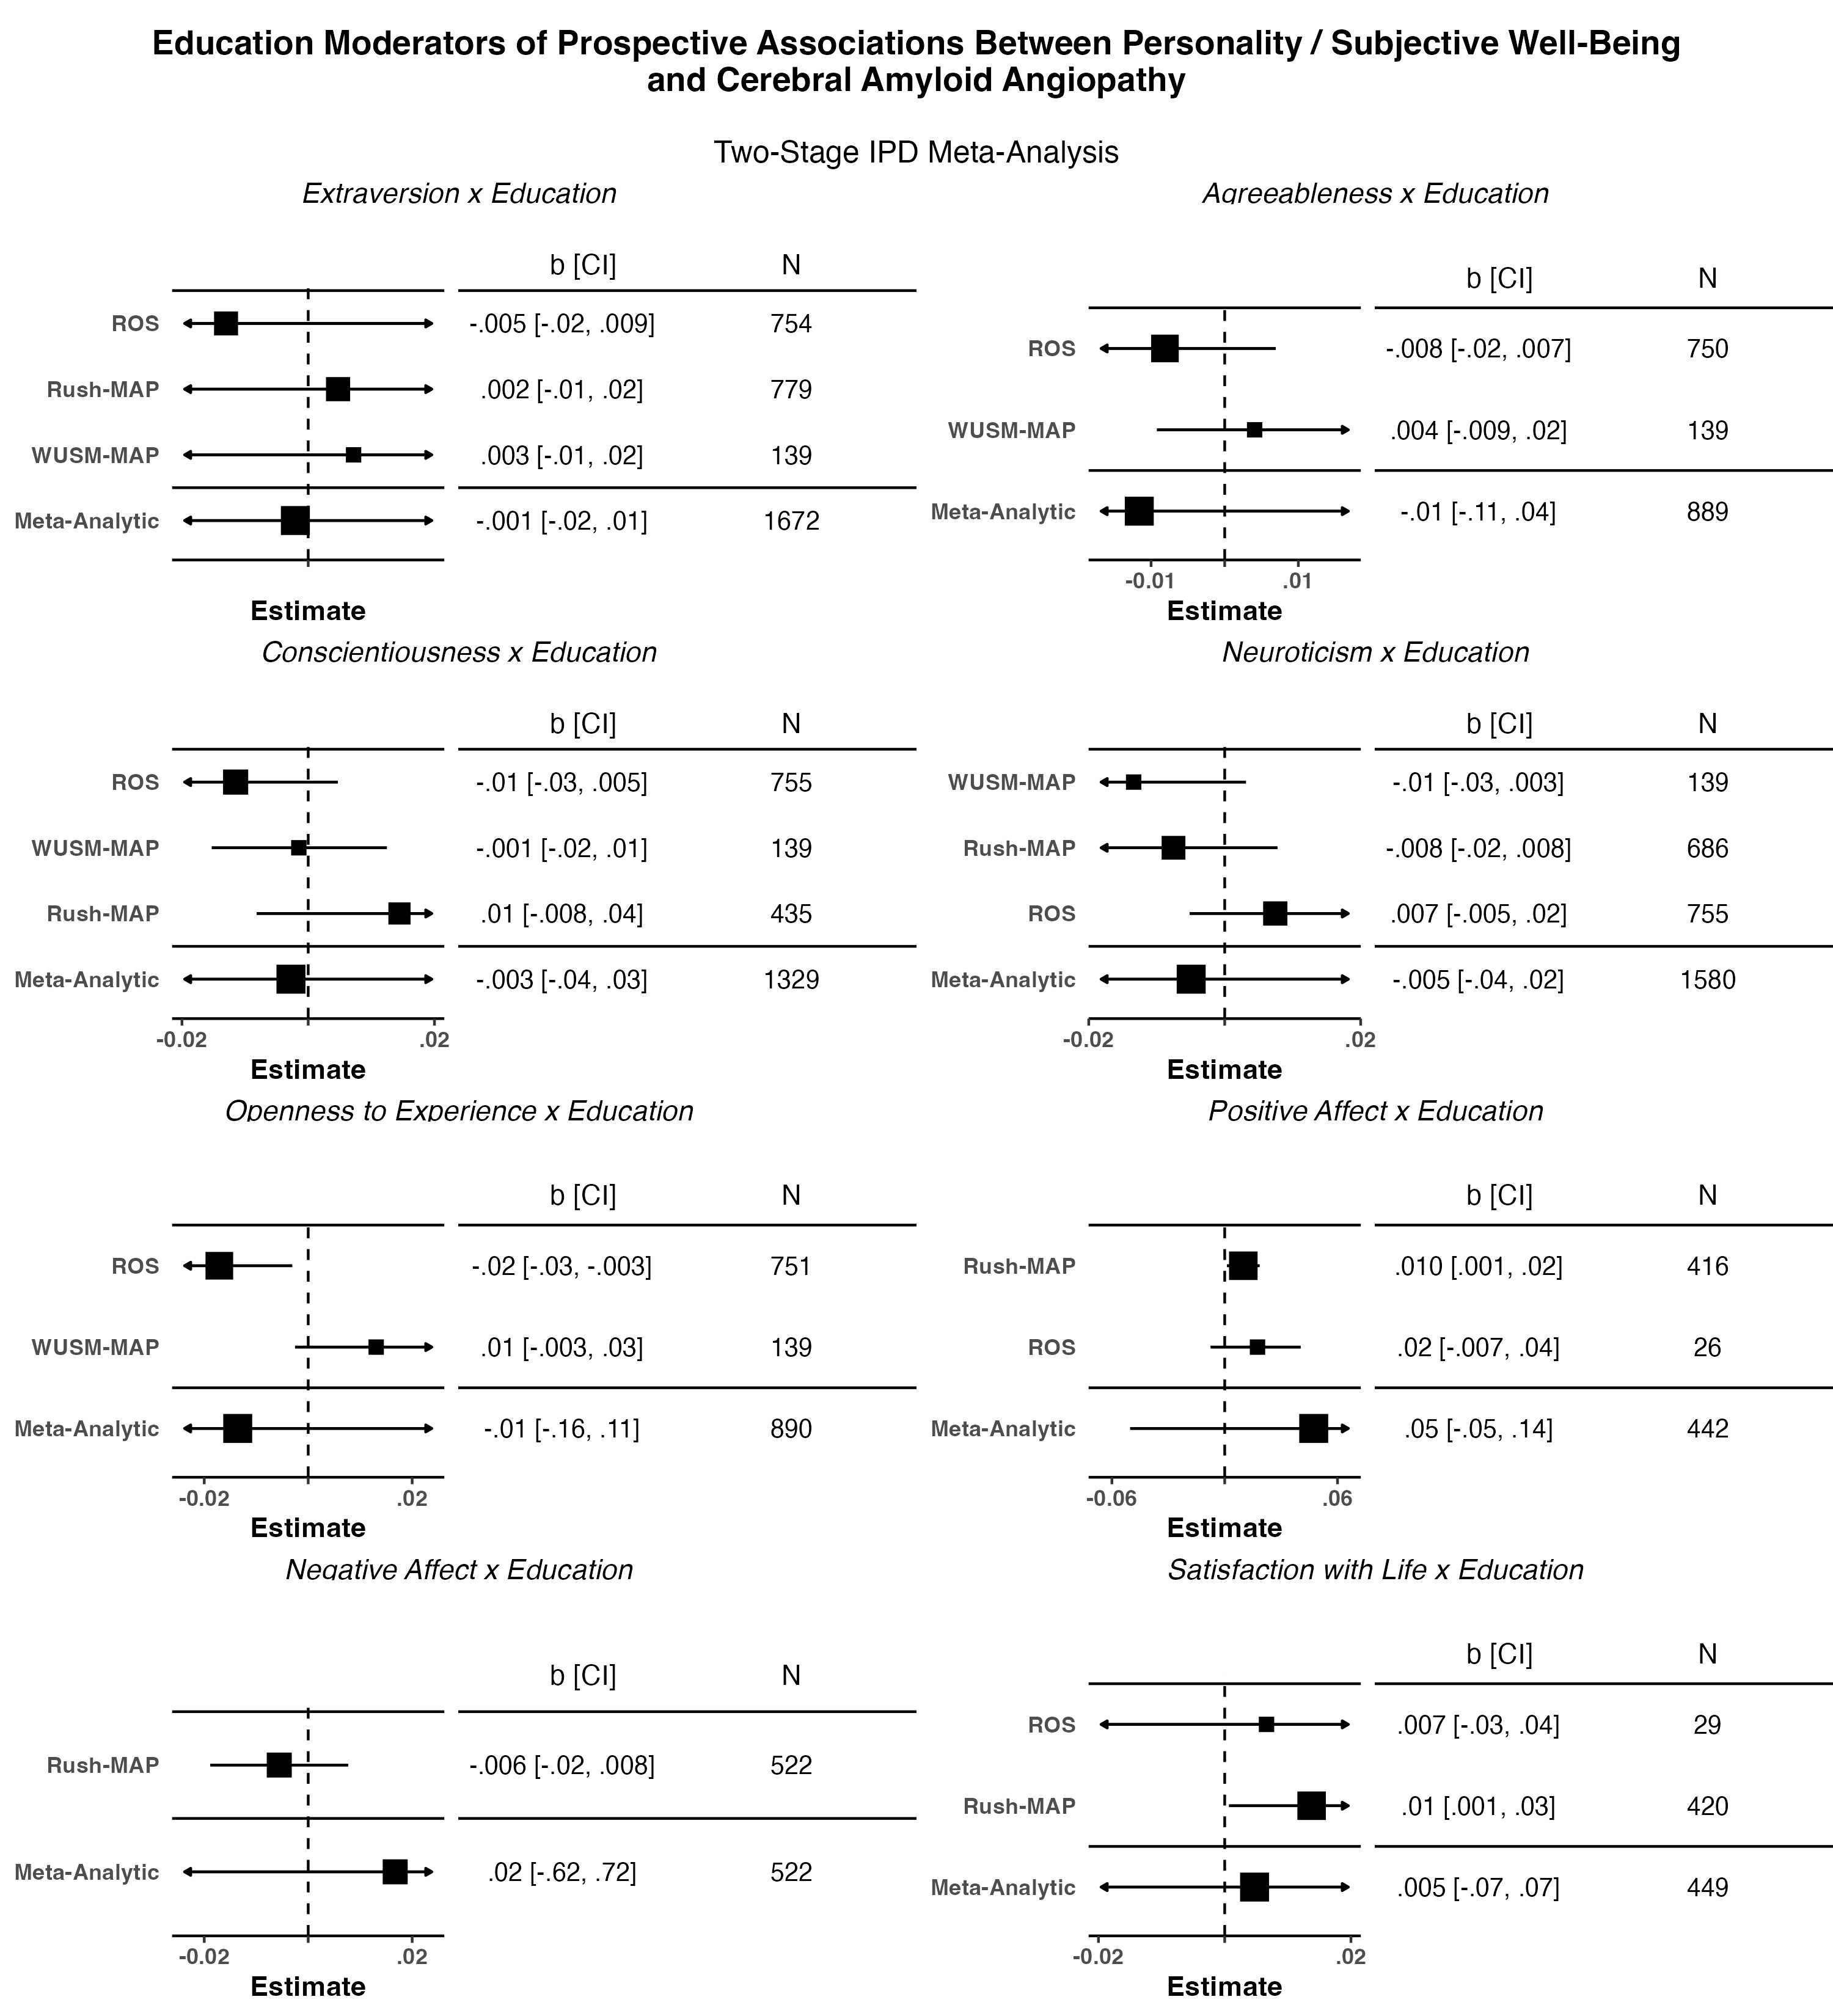 Education Moderators of Prospective Associations Between Personality / Subjective Well-Being
and Cerebral Amyloid Angiopathy
Two-Stage IPD Meta-Analysis
Extraversion x Education
b [CI] N
ROS -.005 [-.02, .009] 754
Rush-MAP .002 [-.01, .02] 779
WUSM-MAP .003 [-.01, .02] 139
Meta-Analytic -.001 [-.02, .01] 1672
Estimate
Agreeableness x Education
b [CI] N
ROS -.008 [-.02, .007] 750
WUSM-MAP .004 [-.009, .02] 139
Meta-Analytic -.01 [-.11, .04] 889
-0.01 .01
Estimate
Conscientiousness x Education
b [CI] N
ROS -.01 [-.03, .005] 755
WUSM-MAP -.001 [-.02, .01] 139
Rush-MAP .01 [-.008, .04] 435
Meta-Analytic -.003 [-.04, .03] 1329
-0.02 .02
Estimate
Neuroticism x Education
b [CI] N
WUSM-MAP -.01 [-.03, .003] 139
Rush-MAP -.008 [-.02, .008] 686
ROS .007 [-.005, .02] 755
Meta-Analytic -.005 [-.04, .02] 1580
-0.02 .02
Estimate
Openness to Experience x Education
b [CI] N
ROS -.02 [-.03, -.003] 751
WUSM-MAP .01 [-.003, .03] 139
Meta-Analytic -.01 [-.16, .11] 890
-0.02 .02
Estimate
Positive Affect x Education
b [CI] N
Rush-MAP .010 [.001, .02] 416
ROS .02 [-.007, .04] 26
Meta-Analytic .05 [-.05, .14] 442
-0.06 .06
Estimate
Negative Affect x Education
b [CI] N
Rush-MAP -.006 [-.02, .008] 522
Meta-Analytic .02 [-.62, .72] 522
-0.02 .02
Estimate
Satisfaction with Life x Education
b [CI] N
ROS .007 [-.03, .04] 29
Rush-MAP .01 [.001, .03] 420
Meta-Analytic .005 [-.07, .07] 449
-0.02 .02
Estimate